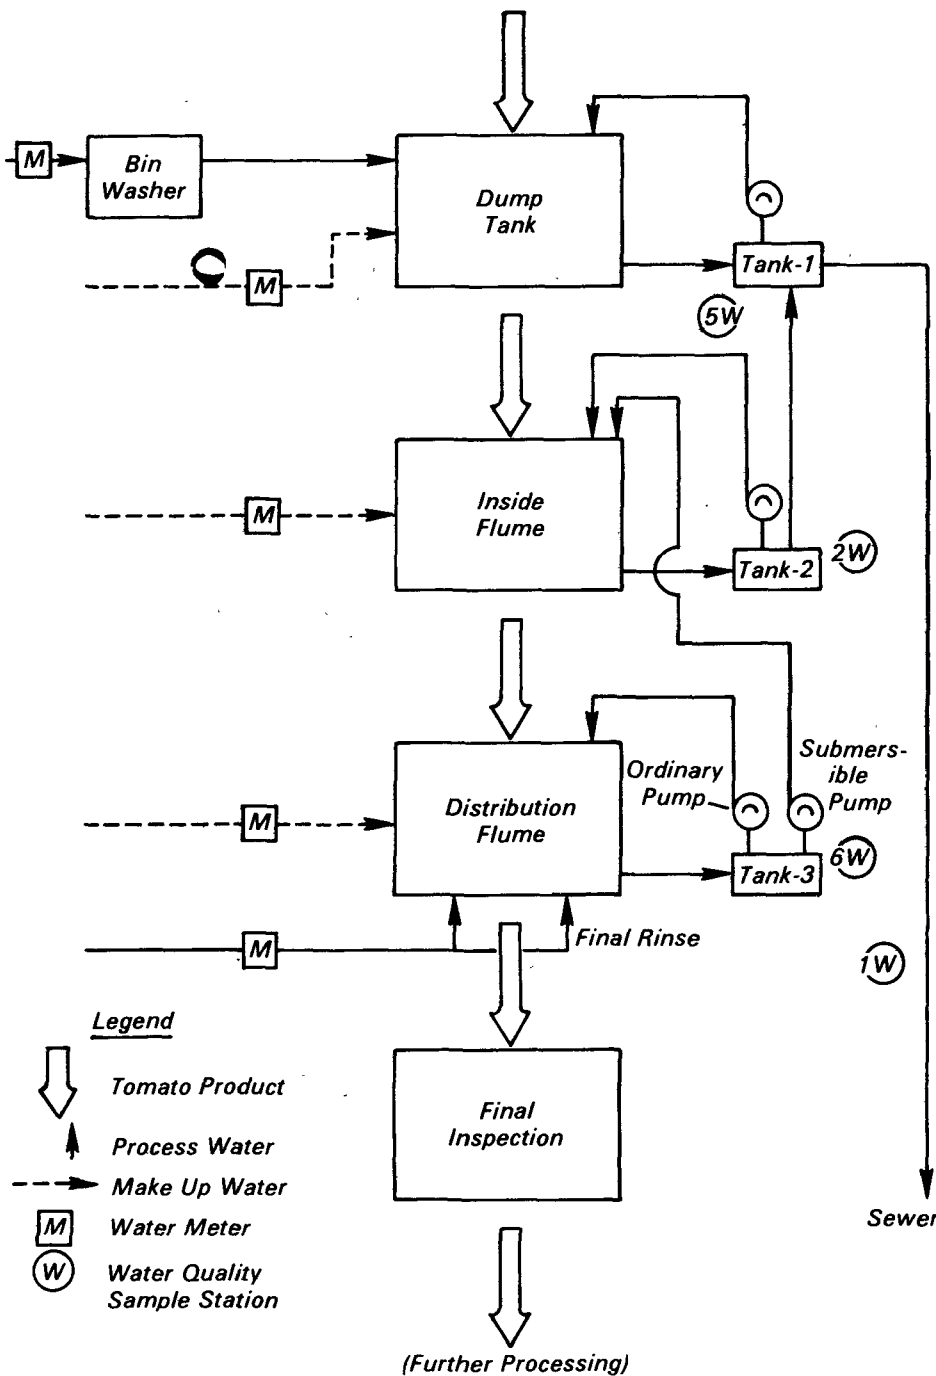 M
Bin
Washer
Dump
Tank
Tank-1
M
5W
M
Inside
Flume
Tank-2
2W
Ordinary
Pump
Submers-
ible
Pump
M
Distribution
Flume
Tank-3
6W
M
Final Rinse
1W
Legend
Tomato Product
Process Water
Make Up Water
M
Water Meter
W
Water Quality
Sample Station
Final
Inspection
Sewer
(Further Processing)